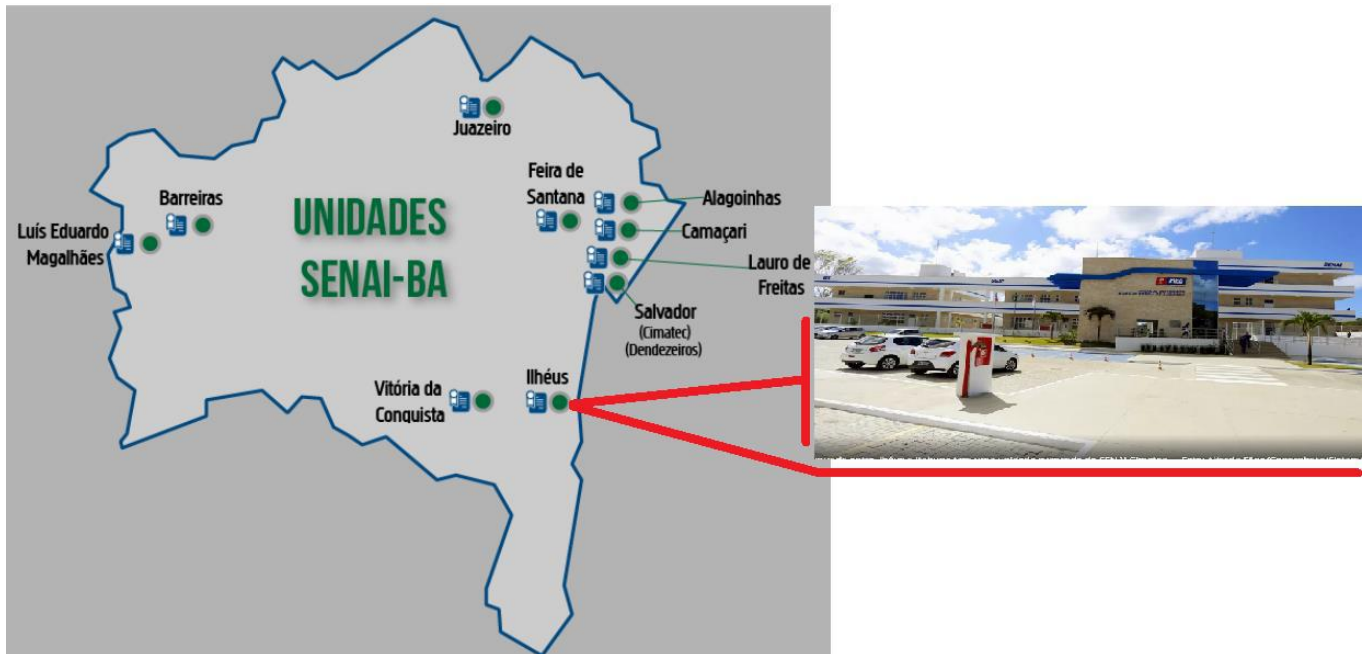 Juazeiro
Feira de
Santana
Alagoinhas
Barreiras
Camaçari
Luís Eduardo
Magalhães
UNIDADES
SENAI-BA
Lauro de
Freitas
Salvador
(Cimatec)
(Dendezeiros)
Vitória da
Conquista
Ilhéus
SENAI